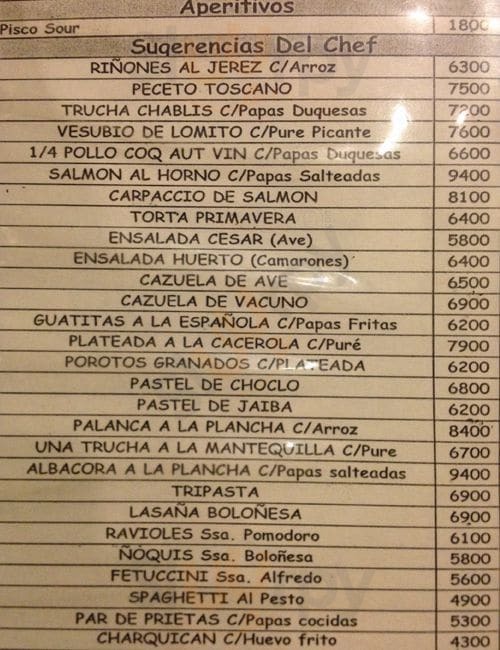 Aperitivos
Pisco Sour 1800
Sugerencias Del Chef
RIÑONES AL JEREZ C/Arroz 6300
PECETO TOSCANO 7500
TRUCHA CHABLIS C/Papas Duquesas 7200
VESUBIO DE LOMITO C/Pure Picante 7600
1/4 POLLO COQ AUT VIN C/Papas Duquesas 6600
SALMON AL HORNO C/Papas Salteadas 9400
CARPACCIO DE SALMON 8100
TORTA PRIMAVERA 6400
ENSALADA CESAR (Ave) 5800
ENSALADA HUERTO (Camarones) 6400
CAZUELA DE AVE 6500
CAZUELA DE VACUNO 6900
GUATITAS A LA ESPAÑOLA C/Papas Fritas 6200
PLATEADA A LA CACEROLA C/Puré 7900
POROTOS GRANADOS C/PLATEADA 6200
PASTEL DE CHOCLO 6800
PASTEL DE JAIBA 6200
PALANCA A LA PLANCHA C/Arroz 8400
UNA TRUCHA A LA MANTEQUILLA C/Pure 6700
ALBACORA A LA PLANCHA C/Papas salteadas 9400
TRIPASTA 6900
LASAÑA BOLOÑESA 6900
RAVIOLES Ssa. Pomodoro 6100
ÑÓQUIS Ssa. Boloñesa 5800
FETUCCINI Ssa. Alfredo 5600
SPAGHETTI Al Pesto 4900
PAR DE PRIETAS C/Papas cocidas 5300
CHARQUICAN C/Huevo frito 4300